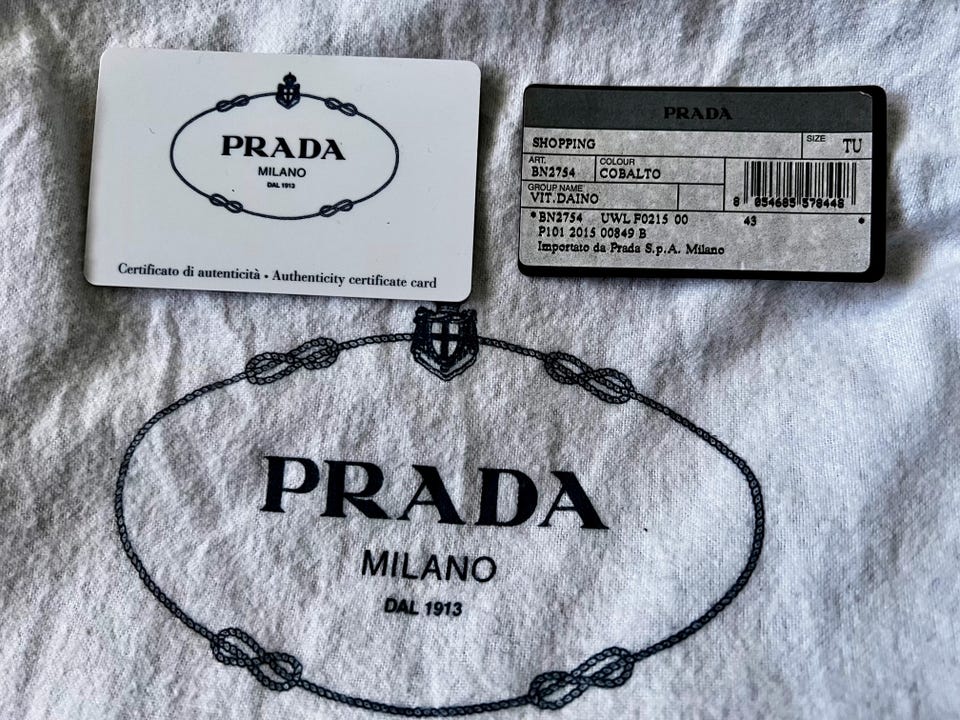 PRADA
MILANO
DAL 1913
Certificato di autenticità • Authenticity certificate card
PRADA
SHOPPING
SIZE TU
ART. COLOUR
BN2754 COBALTO
GROUP NAME
VIT.DAINO
8 054685 578448
*BN2754 UWL F0215 00 43 *
P101 2015 00849 B
Importato da Prada S.p.A. Milano
PRADA
MILANO
DAL 1913